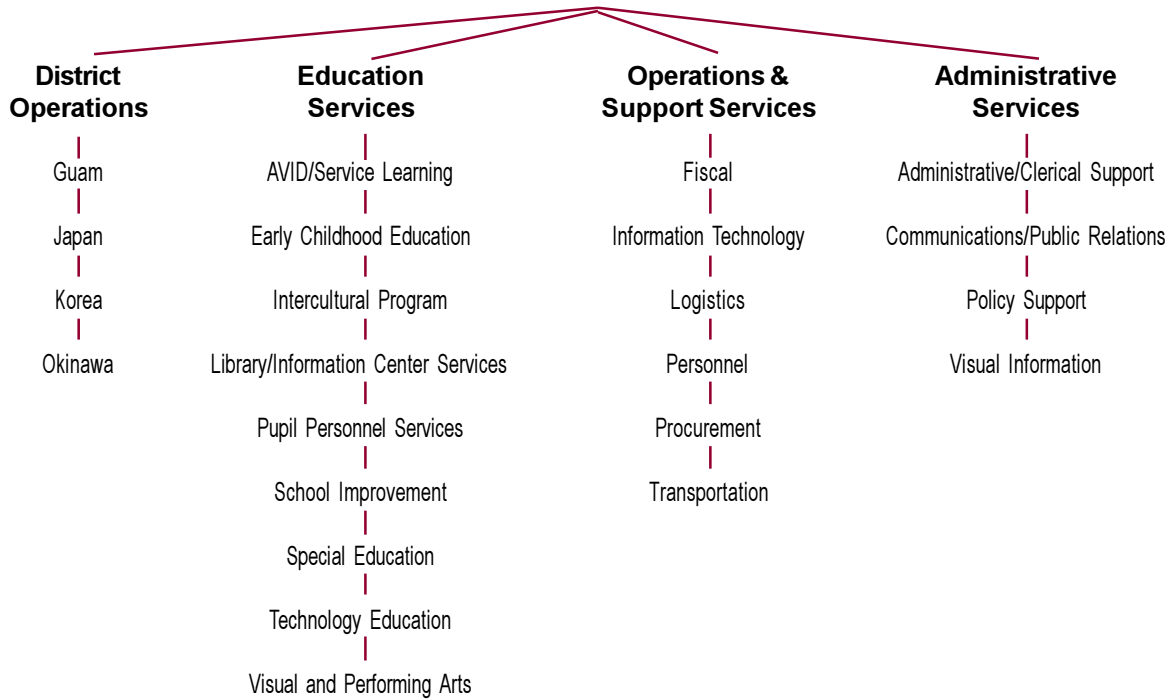 District
Operations
Guam
Japan
Korea
Okinawa
Education
Services
AVID/Service Learning
Early Childhood Education
Intercultural Program
Library/Information Center Services
Pupil Personnel Services
School Improvement
Special Education
Technology Education
Visual and Performing Arts
Operations &
Support Services
Fiscal
Information Technology
Logistics
Personnel
Procurement
Transportation
Administrative
Services
Administrative/Clerical Support
Communications/Public Relations
Policy Support
Visual Information